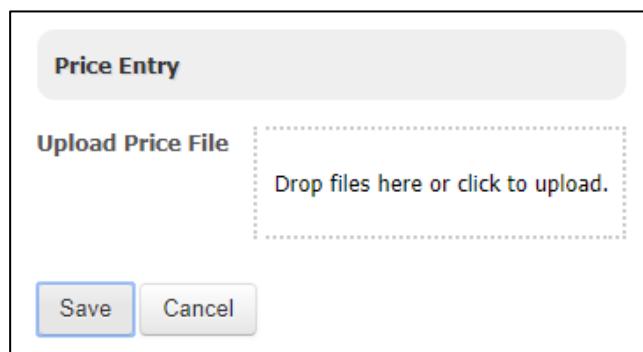 Price Entry
Upload Price File
Drop files here or click to upload.
Save
Cancel